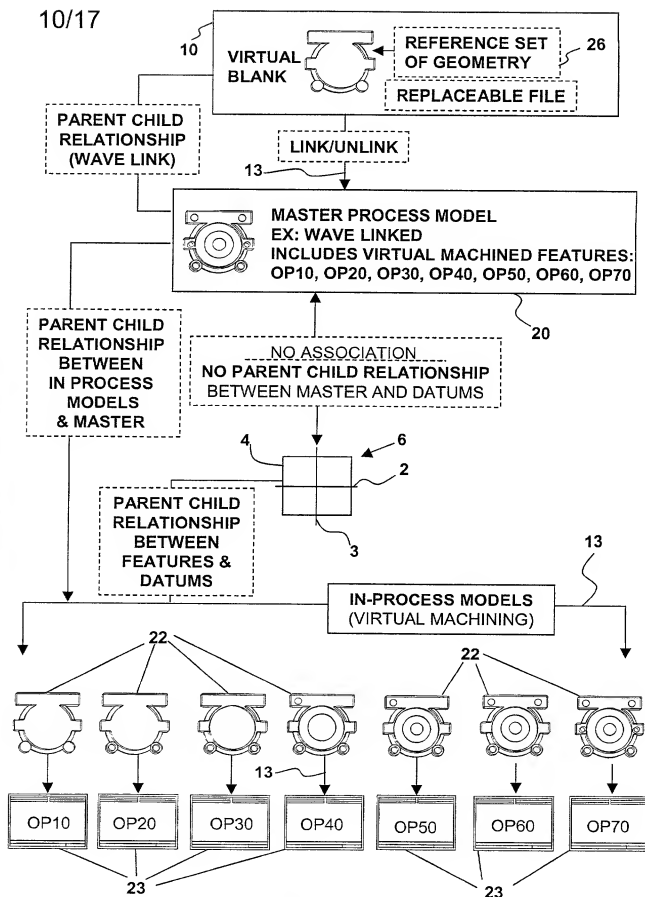 10/17
10
VIRTUAL
BLANK
REFERENCE SET
OF GEOMETRY
26
REPLACEABLE FILE
PARENT CHILD
RELATIONSHIP
(WAVE LINK)
LINK/UNLINK
13
MASTER PROCESS MODEL
EX: WAVE LINKED
INCLUDES VIRTUAL MACHINED FEATURES:
OP10, OP20, OP30, OP40, OP50, OP60, OP70
20
PARENT CHILD
RELATIONSHIP
BETWEEN
IN PROCESS
MODELS
& MASTER
NO ASSOCIATION
NO PARENT CHILD RELATIONSHIP
BETWEEN MASTER AND DATUMS
4
6
2
3
PARENT CHILD
RELATIONSHIP
BETWEEN
FEATURES &
DATUMS
IN-PROCESS MODELS
(VIRTUAL MACHINING)
13
22
22
13
OP10
OP20
OP30
OP40
OP50
OP60
OP70
23
23